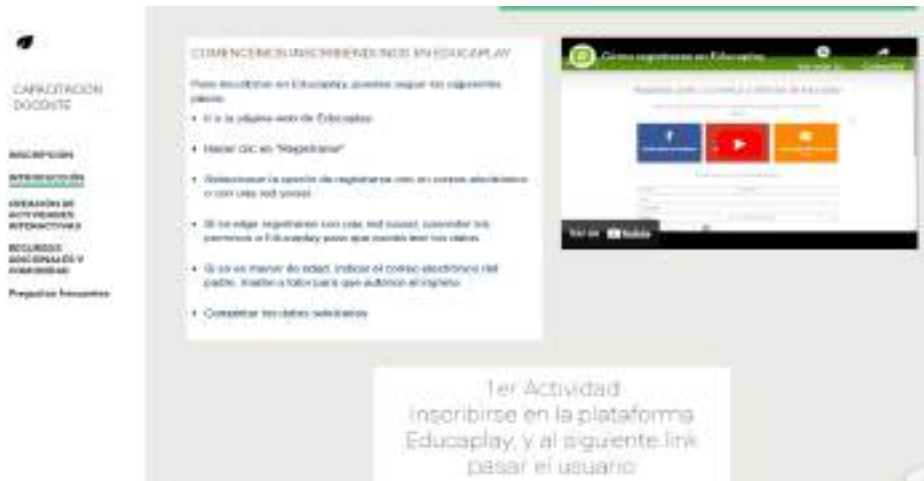 CAPACITACIÓN
DOCENTE
INSCRIPCIÓN
INTRODUCCIÓN
CREACIÓN DE
ACTIVIDADES
INTERACTIVAS
RECURSOS
ADICIONALES Y
COMUNIDAD
Preguntas frecuentes
COMENCEMOS INSCRIBIENDONOS EN EDUCAPLAY
Para inscribirse en Educaplay, puedes seguir los siguientes
pasos:
• Ir a la página web de Educaplay
• Hacer clic en "Registrarse"
• Seleccionar la opción de registrarse con un correo electrónico
o con una red social
• Si se elige registrarse con una red social, conceder los
permisos a Educaplay para que pueda leer los datos
• Si se es menor de edad, indicar el correo electrónico del
padre, madre o tutor para que autorice el ingreso
• Completar los datos solicitados
Cómo registrarse en Educaplay
Ver en YouTube
1er Actividad
Inscribirse en la plataforma
Educaplay, y al siguiente link
pasar el usuario